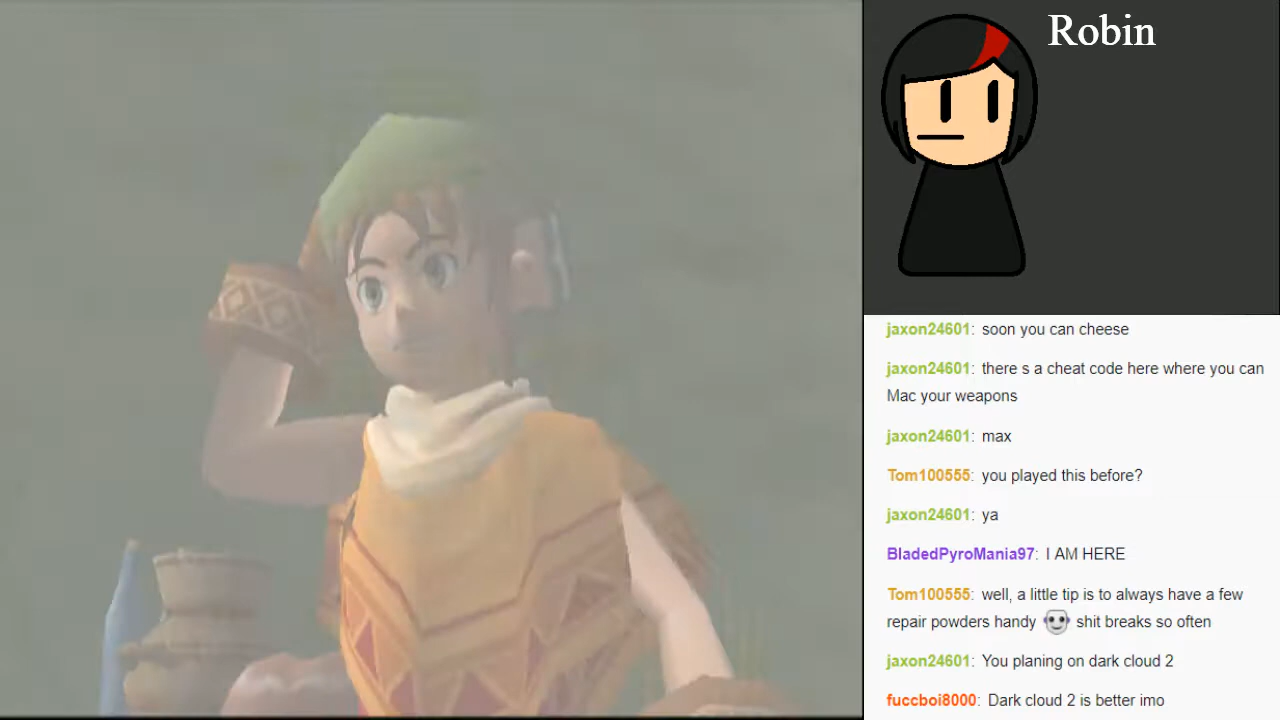 Robin
jaxon24601: soon you can cheese
jaxon24601: there s a cheat code here where you can
Mac your weapons
jaxon24601: max
Tom100555: you played this before?
jaxon24601: ya
BladedPyroMania97: I AM HERE
Tom100555: well, a little tip is to always have a few
repair powders handy shit breaks so often
jaxon24601: You planing on dark cloud 2
fuccboi8000: Dark cloud 2 is better imo